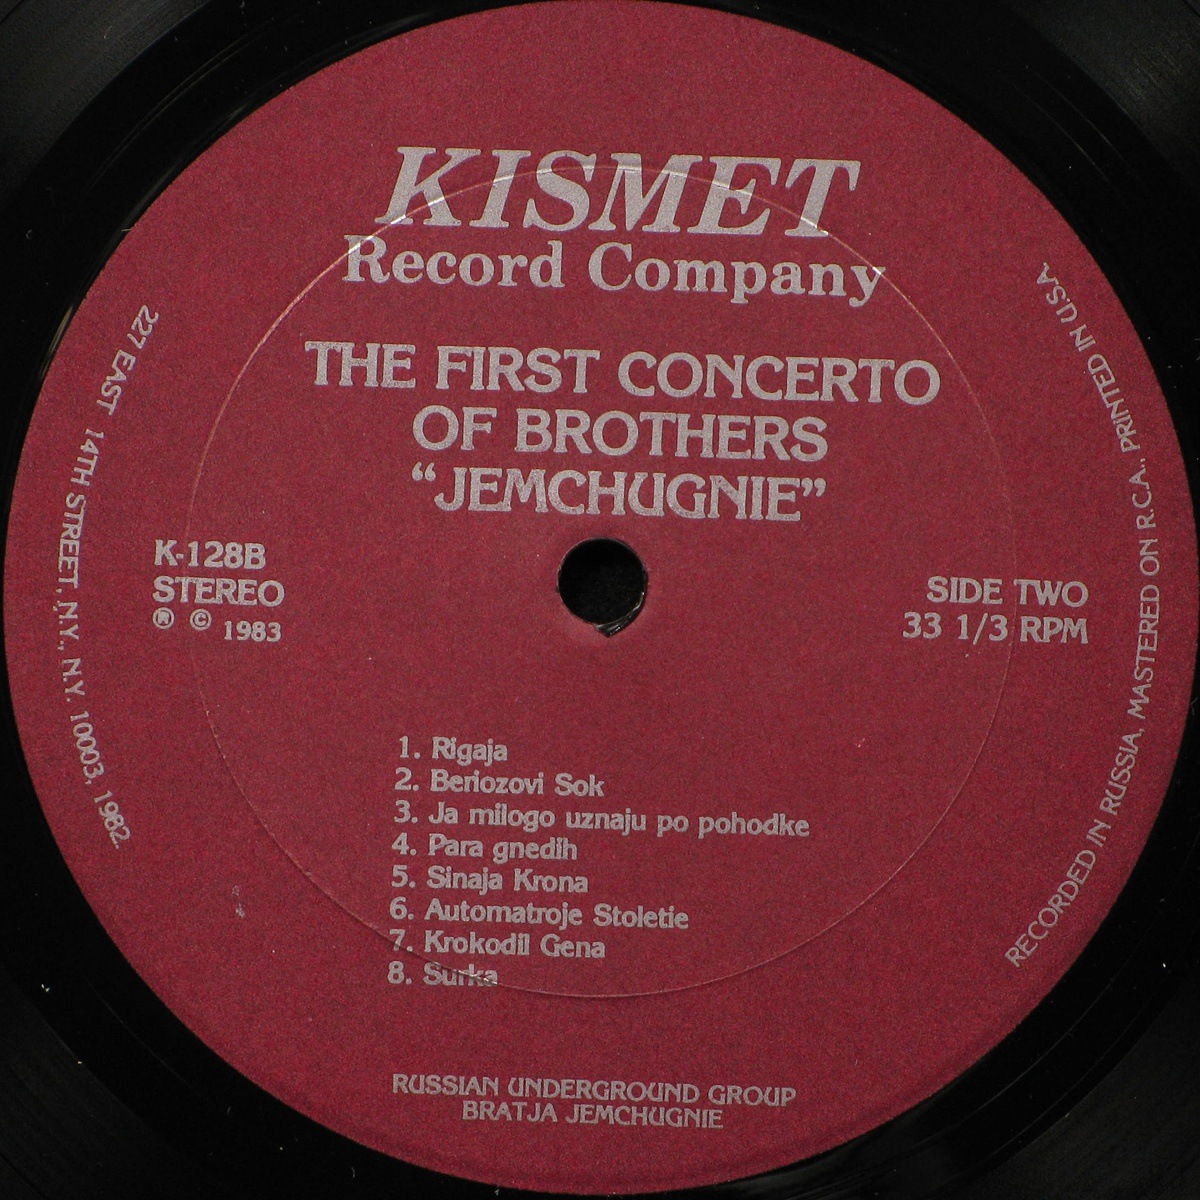 KISMET
Record Company
THE FIRST CONCERTO
OF BROTHERS
“JEMCHUGNIE”
K-128B
STEREO
® © 1983
SIDE TWO
33 1/3 RPM
1. Rigaja
2. Beriozovi Sok
3. Ja milogo uznaju po pohodke
4. Para gnedih
5. Sinaja Krona
6. Automatroje Stoletie
7. Krokodil Gena
8. Surka
RUSSIAN UNDERGROUND GROUP
BRATJA JEMCHUGNIE
227 EAST 14TH STREET, N.Y., N.Y. 10003, 1982.
RECORDED IN RUSSIA, MASTERED ON R.C.A., PRINTED IN U.S.A.